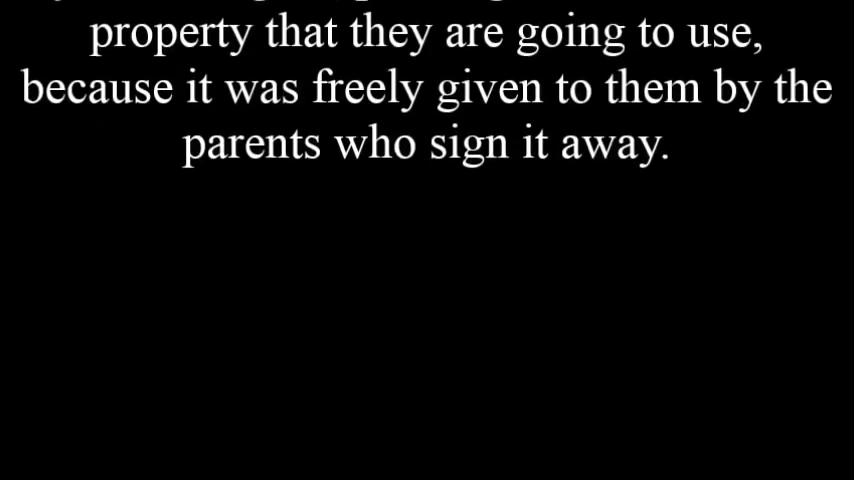 property that they are going to use,
because it was freely given to them by the
parents who sign it away.